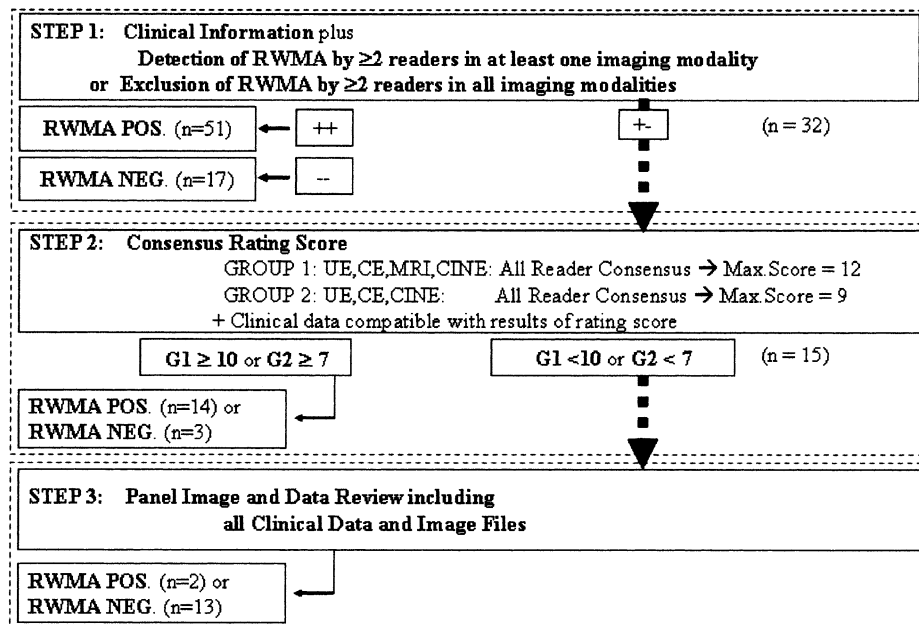 STEP 1: Clinical Information plus
Detection of RWMA by ≥2 readers in at least one imaging modality
or Exclusion of RWMA by ≥2 readers in all imaging modalities
RWMA POS. (n=51) ++ +- (n = 32)
RWMA NEG. (n=17) --
STEP 2: Consensus Rating Score
GROUP 1: UE,CE,MRI,CINE: All Reader Consensus → Max.Score = 12
GROUP 2: UE,CE,CINE: All Reader Consensus → Max.Score = 9
+ Clinical data compatible with results of rating score
G1 ≥ 10 or G2 ≥ 7 G1 <10 or G2 < 7 (n = 15)
RWMA POS. (n=14) or
RWMA NEG. (n=3)
STEP 3: Panel Image and Data Review including
all Clinical Data and Image Files
RWMA POS. (n=2) or
RWMA NEG. (n=13)